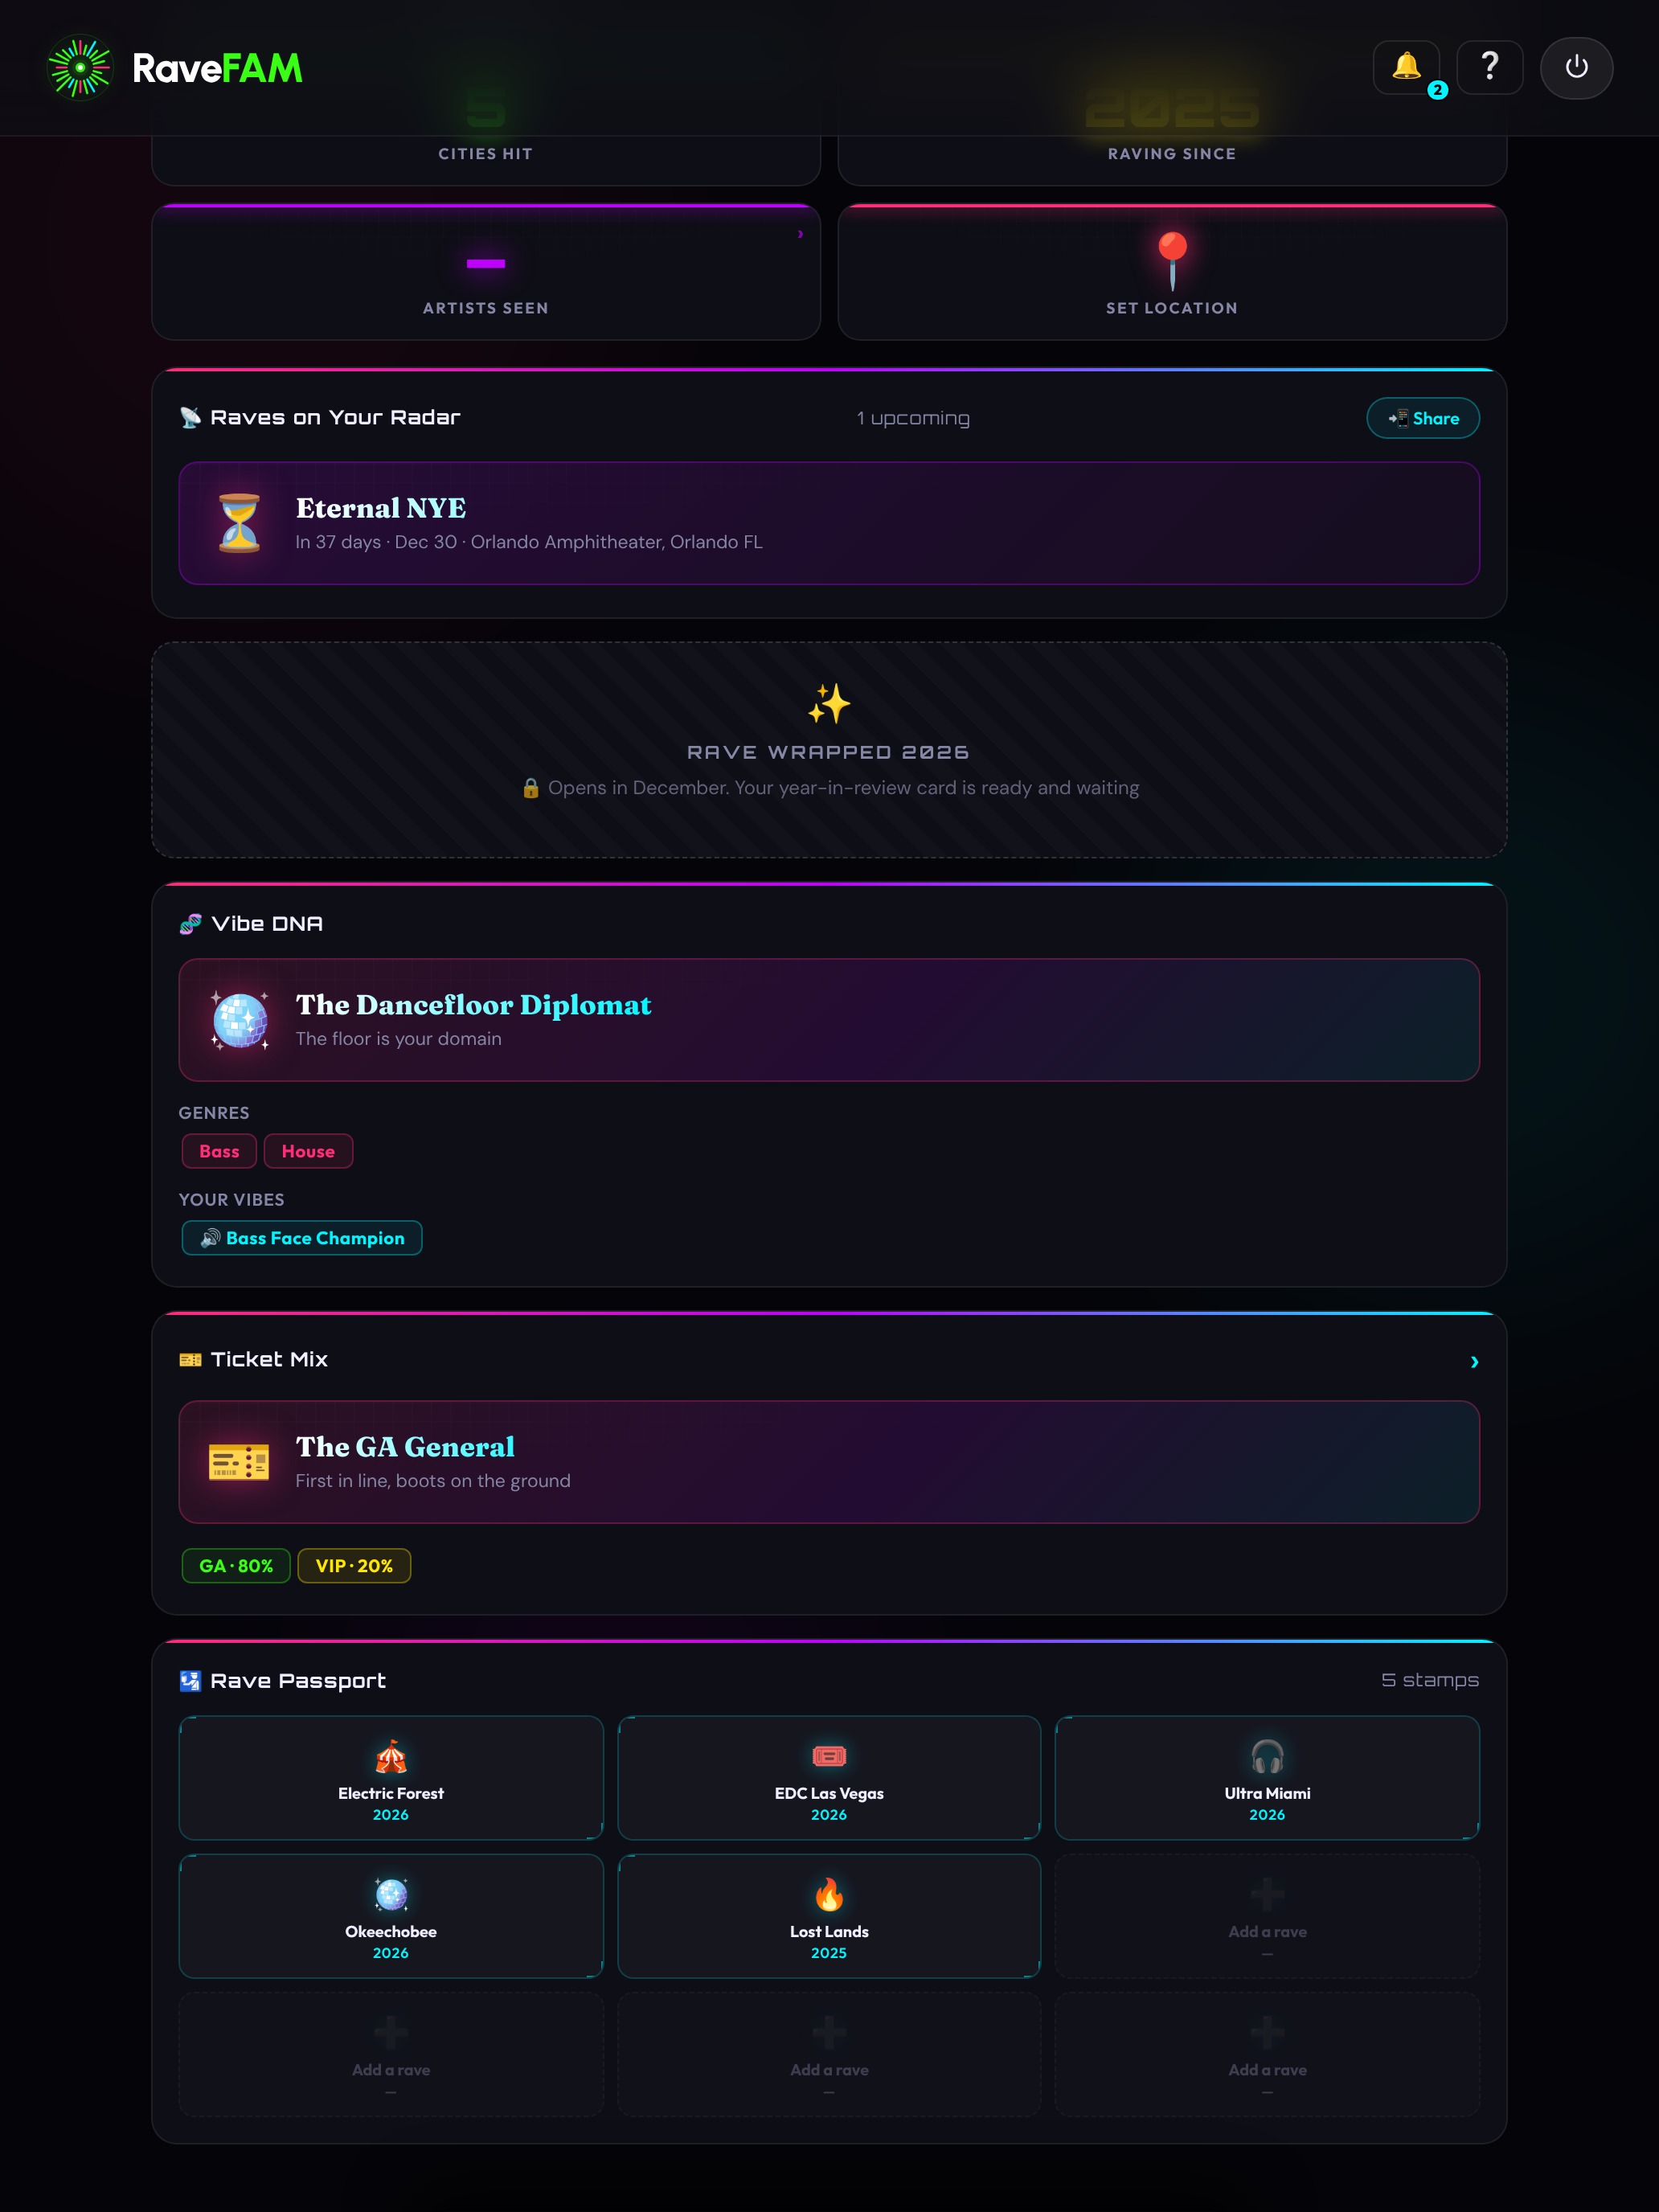 RaveFAM
2
?
5
2025
CITIES HIT
RAVING SINCE
ARTISTS SEEN
SET LOCATION
Raves on Your Radar
1 upcoming
Share
Eternal NYE
In 37 days · Dec 30 · Orlando Amphitheater, Orlando FL
RAVE WRAPPED 2026
Opens in December. Your year-in-review card is ready and waiting
Vibe DNA
The Dancefloor Diplomat
The floor is your domain
GENRES
Bass
House
YOUR VIBES
Bass Face Champion
Ticket Mix
The GA General
First in line, boots on the ground
GA · 80%
VIP · 20%
Rave Passport
5 stamps
Electric Forest
2026
EDC Las Vegas
2026
Ultra Miami
2026
Okeechobee
2026
Lost Lands
2025
Add a rave
—
Add a rave
—
Add a rave
—
Add a rave
—